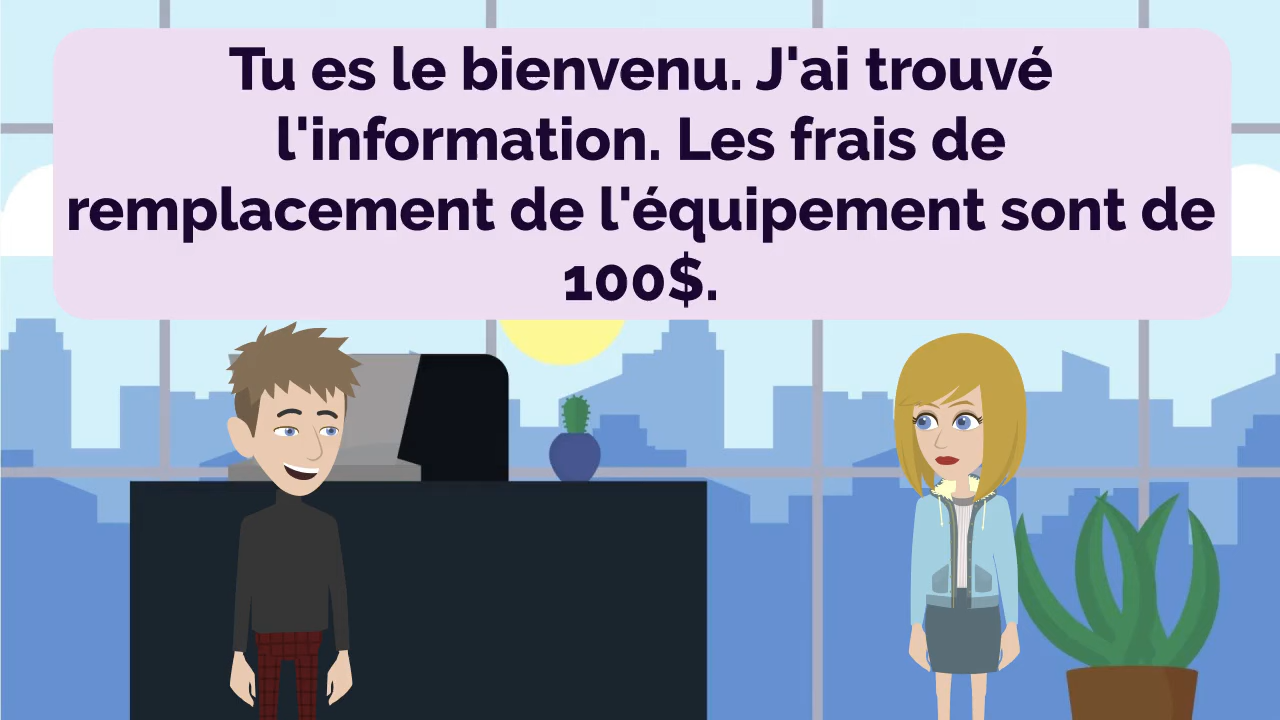 Tu es le bienvenu. J'ai trouvé
l'information. Les frais de
remplacement de l'équipement sont de
100$.